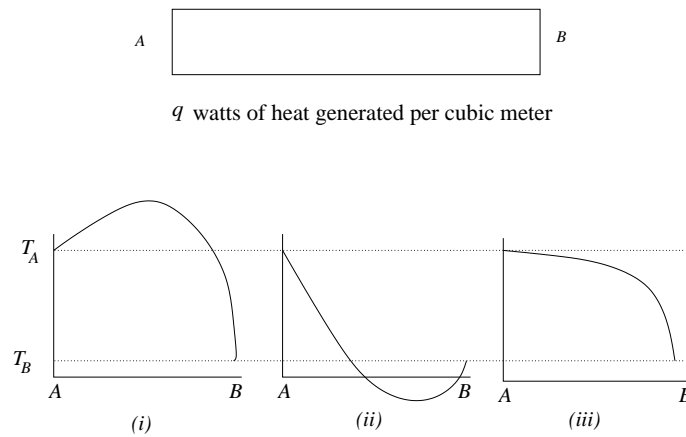 A B
q watts of heat generated per cubic meter
T_A
T_B
A B A B A B
(i) (ii) (iii)